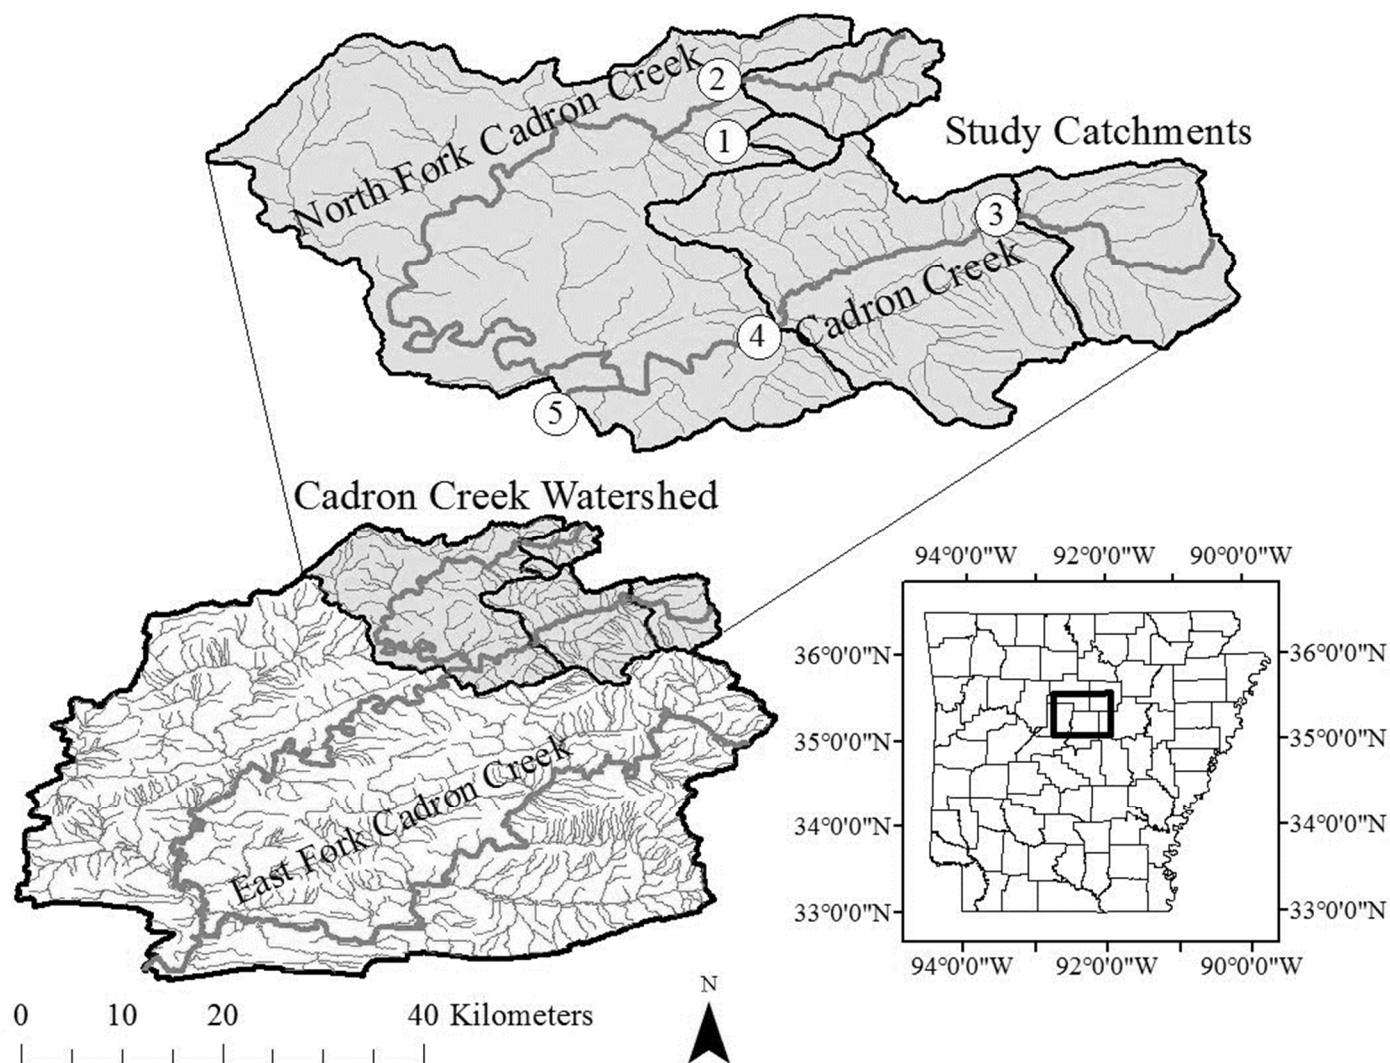 North Fork Cadron Creek
2
1
Study Catchments
3
Cadron Creek
4
5
Cadron Creek Watershed
East Fork Cadron Creek
94°0'0"W 92°0'0"W 90°0'0"W
36°0'0"N 36°0'0"N
35°0'0"N 35°0'0"N
34°0'0"N 34°0'0"N
33°0'0"N 33°0'0"N
94°0'0"W 92°0'0"W 90°0'0"W
N
0 10 20 40 Kilometers